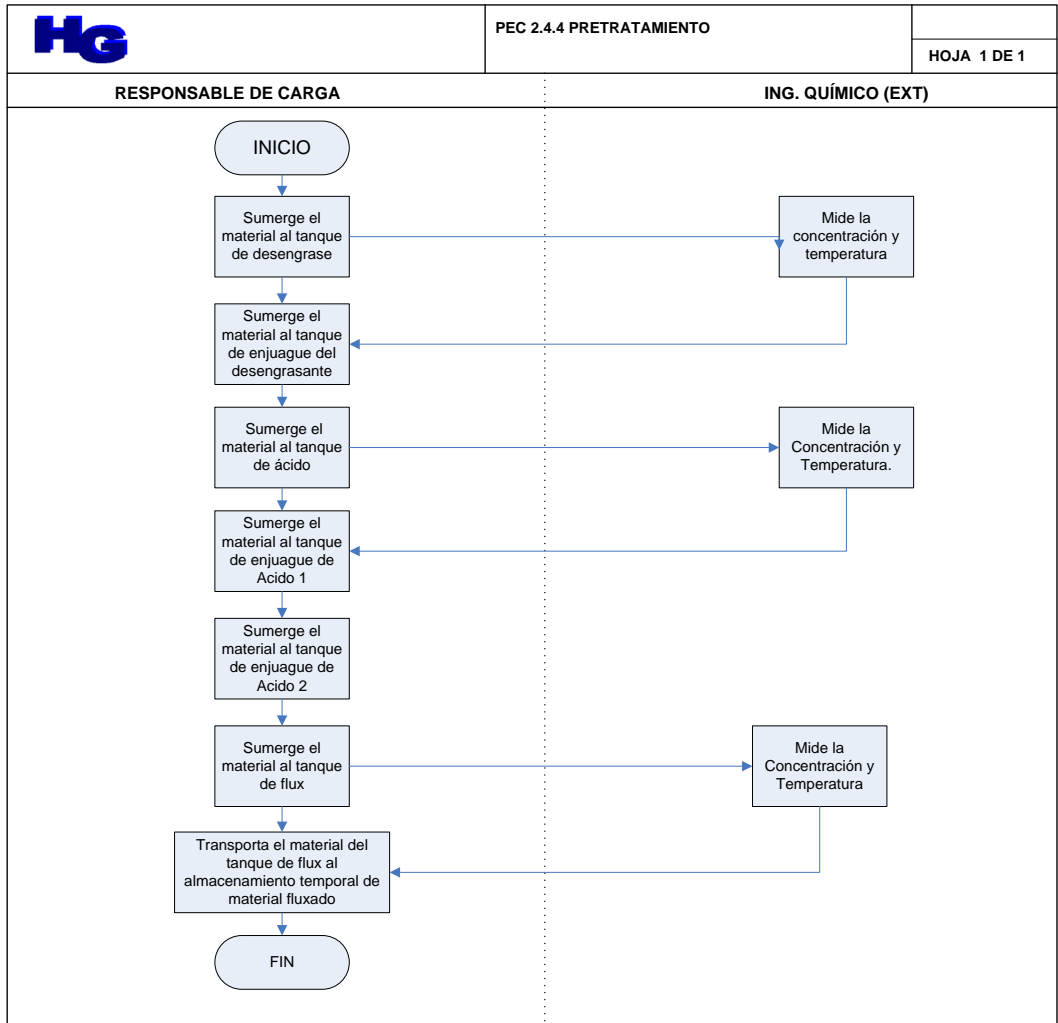 HG
PEC 2.4.4 PRETRATAMIENTO
HOJA 1 DE 1
RESPONSABLE DE CARGA
ING. QUÍMICO (EXT)
INICIO
Sumerge el
material al tanque
de desengrase
Mide la
concentración y
temperatura
Sumerge el
material al tanque
de enjuague del
desengrasante
Sumerge el
material al tanque
de ácido
Mide la
Concentración y
Temperatura.
Sumerge el
material al tanque
de enjuague de
Acido 1
Sumerge el
material al tanque
de enjuague de
Acido 2
Sumerge el
material al tanque
de flux
Mide la
Concentración y
Temperatura
Transporta el material del
tanque de flux al
almacenamiento temporal de
material fluxado
FIN